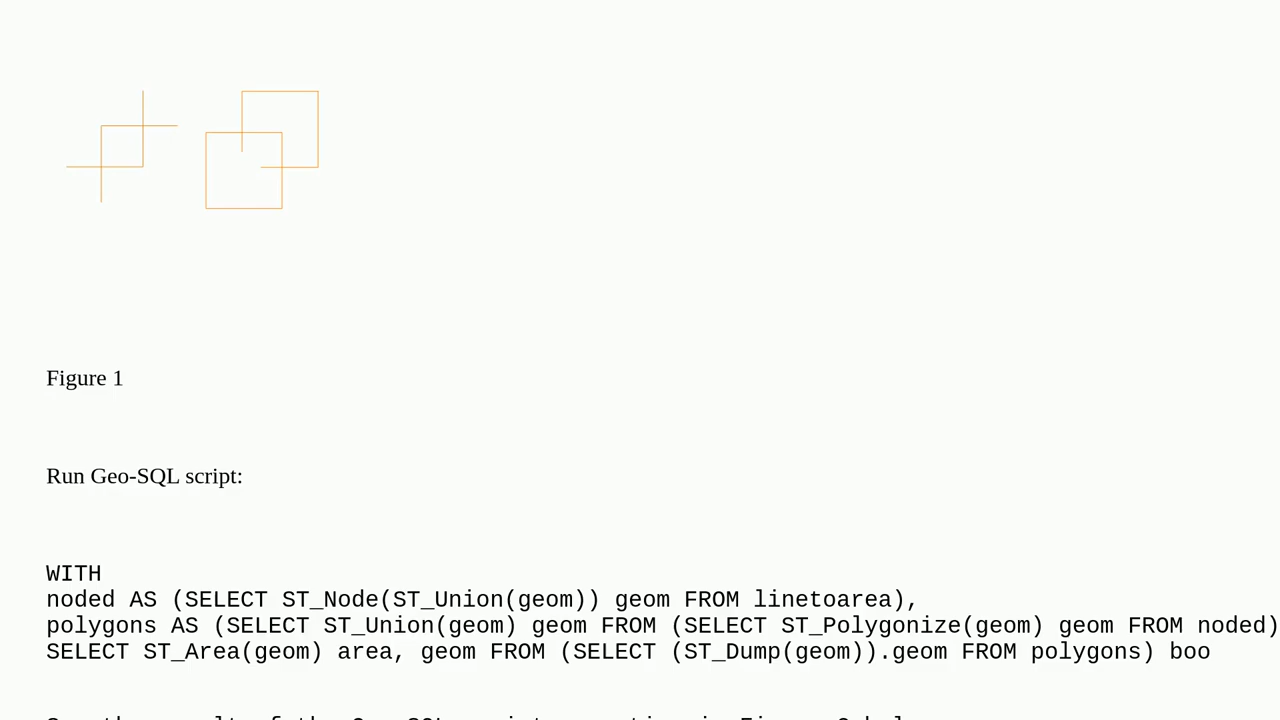 Figure 1
Run Geo-SQL script:
WITH
noded AS (SELECT ST_Node(ST_Union(geom)) geom FROM linetoarea),
polygons AS (SELECT ST_Union(geom) geom FROM (SELECT ST_Polygonize(geom) geom FROM noded)
SELECT ST_Area(geom) area, geom FROM (SELECT (ST_Dump(geom)).geom FROM polygons) boo